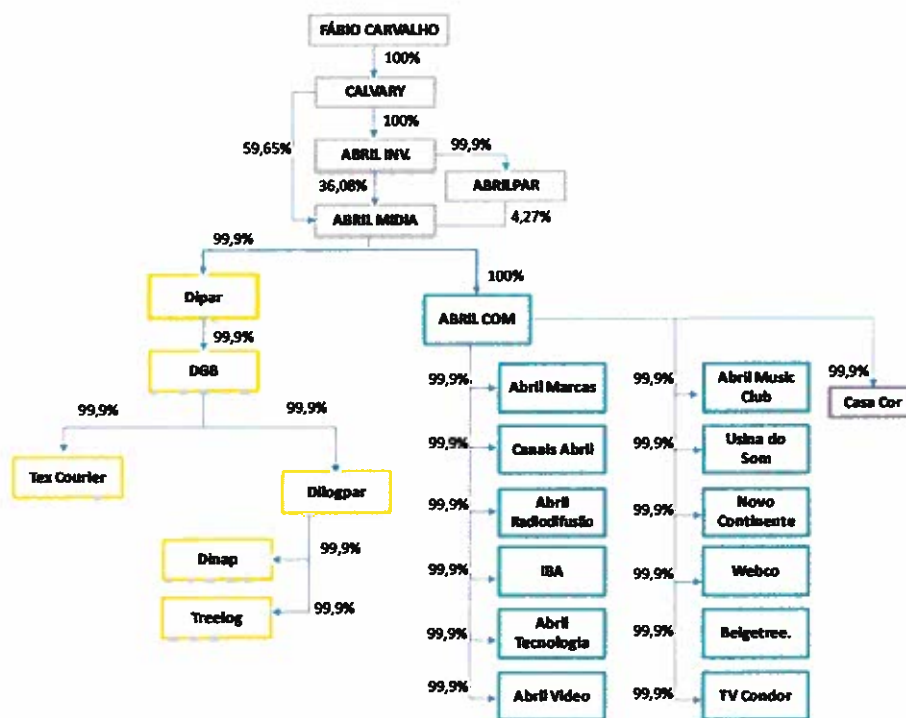 FÁBIO CARVALHO
100%
CALVARY
100%
59,65%
ABRIL INV.
99,9%
ABRILPAR
36,08%
4,27%
ABRIL MIDIA
99,9%
100%
Dipar
ABRIL COM
99,9%
DGB
99,9%
99,9%
Tex Courier
Dilogpar
99,9%
Dinap
99,9%
Treelog
99,9%
Abril Marcas
99,9%
Canais Abril
99,9%
Abril
Radiodifusão
99,9%
IBA
99,9%
Abril
Tecnologia
99,9%
Abril Video
99,9%
Abril Music
Club
99,9%
Usina do
Som
99,9%
Novo
Continente
99,9%
Webco
99,9%
Beigetree.
99,9%
TV Condor
99,9%
Casa Cor